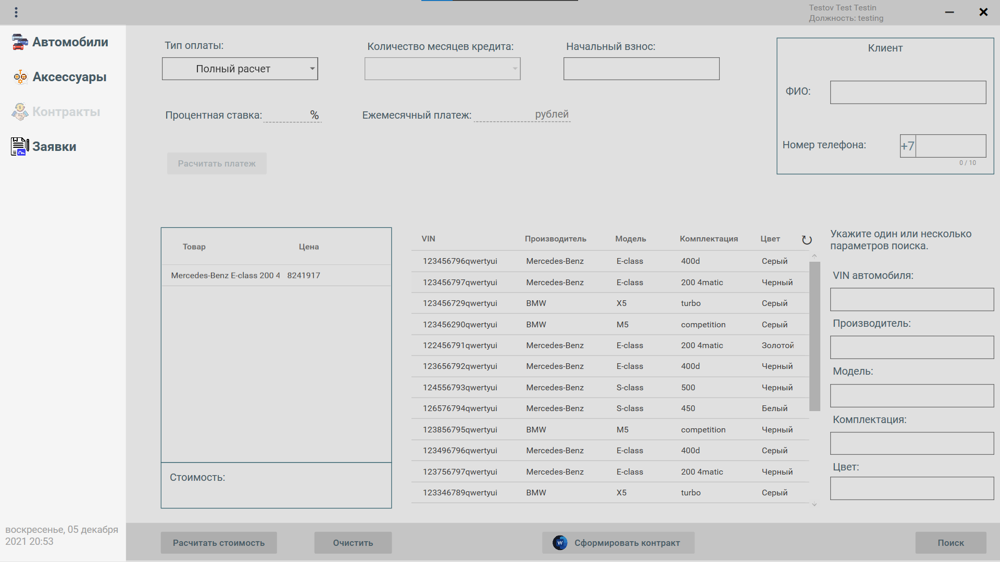 Testov Test Testin
Должность: testing
Автомобили
Аксессуары
Контракты
Заявки
воскресенье, 05 декабря
2021 20:53
Тип оплаты:
Полный расчет
Количество месяцев кредита:
Начальный взнос:
Процентная ставка: %
Ежемесячный платеж: рублей
Расчитать платеж
Клиент
ФИО:
Номер телефона: +7
0 / 10
Товар Цена
Mercedes-Benz E-class 200 4 8241917
Стоимость:
VIN Производитель Модель Комплектация Цвет
123456796qwertyui Mercedes-Benz E-class 400d Серый
123456797qwertyui Mercedes-Benz E-class 200 4matic Черный
123456729qwertyui BMW X5 turbo Серый
123456290qwertyui BMW M5 competition Серый
122456791qwertyui Mercedes-Benz E-class 200 4matic Золотой
123656792qwertyui Mercedes-Benz E-class 400d Черный
124556793qwertyui Mercedes-Benz S-class 500 Черный
126576794qwertyui Mercedes-Benz S-class 450 Белый
123856795qwertyui BMW M5 competition Черный
123496796qwertyui Mercedes-Benz E-class 400d Серый
123756797qwertyui Mercedes-Benz E-class 200 4matic Черный
123346789qwertyui BMW X5 turbo Серый
Укажите один или несколько
параметров поиска.
VIN автомобиля:
Производитель:
Модель:
Комплектация:
Цвет:
Расчитать стоимость
Очистить
W
Сформировать контракт
Поиск